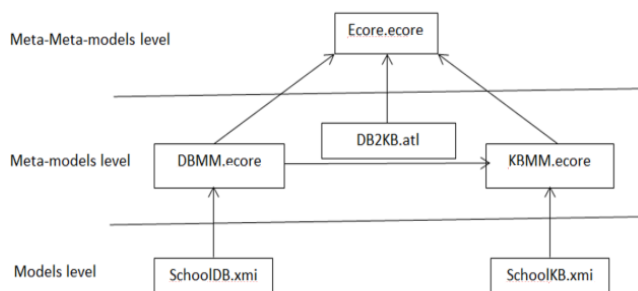 Meta-Meta-models level
Ecore.ecore
DB2KB.atl
Meta-models level
DBMM.ecore
KBMM.ecore
Models level
SchoolDB.xmi
SchoolKB.xmi